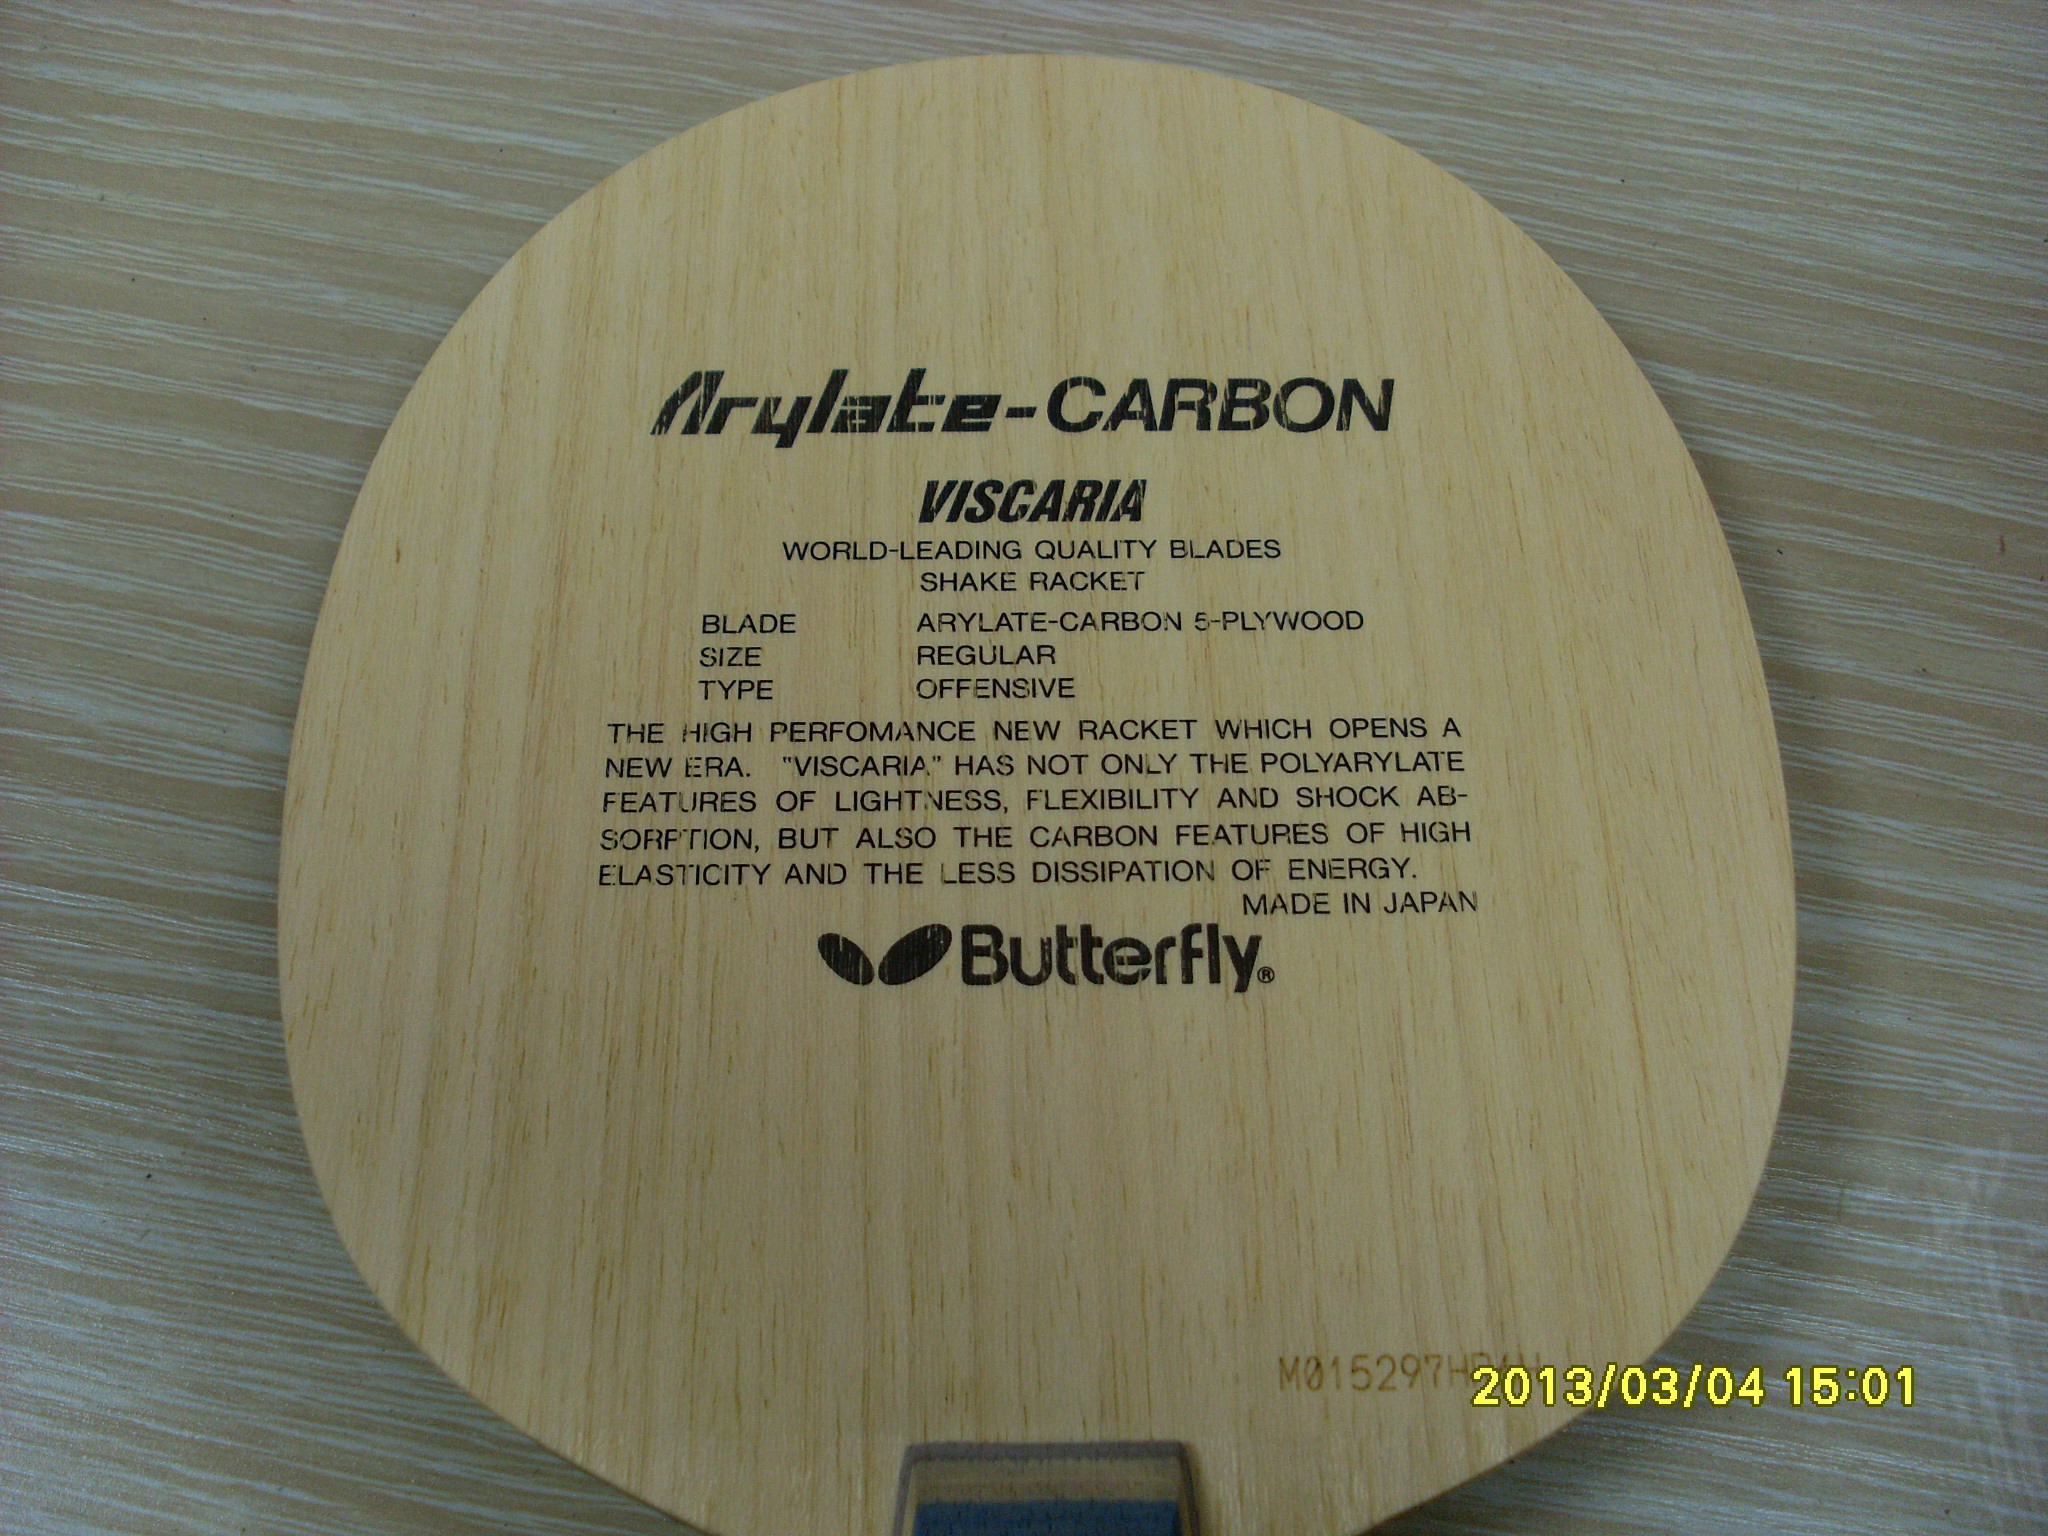 Arylate-CARBON
VISCARIA
WORLD-LEADING QUALITY BLADES
SHAKE RACKET
BLADE ARYLATE-CARBON 5-PLYWOOD
SIZE REGULAR
TYPE OFFENSIVE
THE HIGH PERFOMANCE NEW RACKET WHICH OPENS A
NEW ERA. "VISCARIA" HAS NOT ONLY THE POLYARYLATE
FEATURES OF LIGHTNESS, FLEXIBILITY AND SHOCK AB-
SORPTION, BUT ALSO THE CARBON FEATURES OF HIGH
ELASTICITY AND THE LESS DISSIPATION OF ENERGY.
MADE IN JAPAN
Butterfly®
2013/03/04 15:01